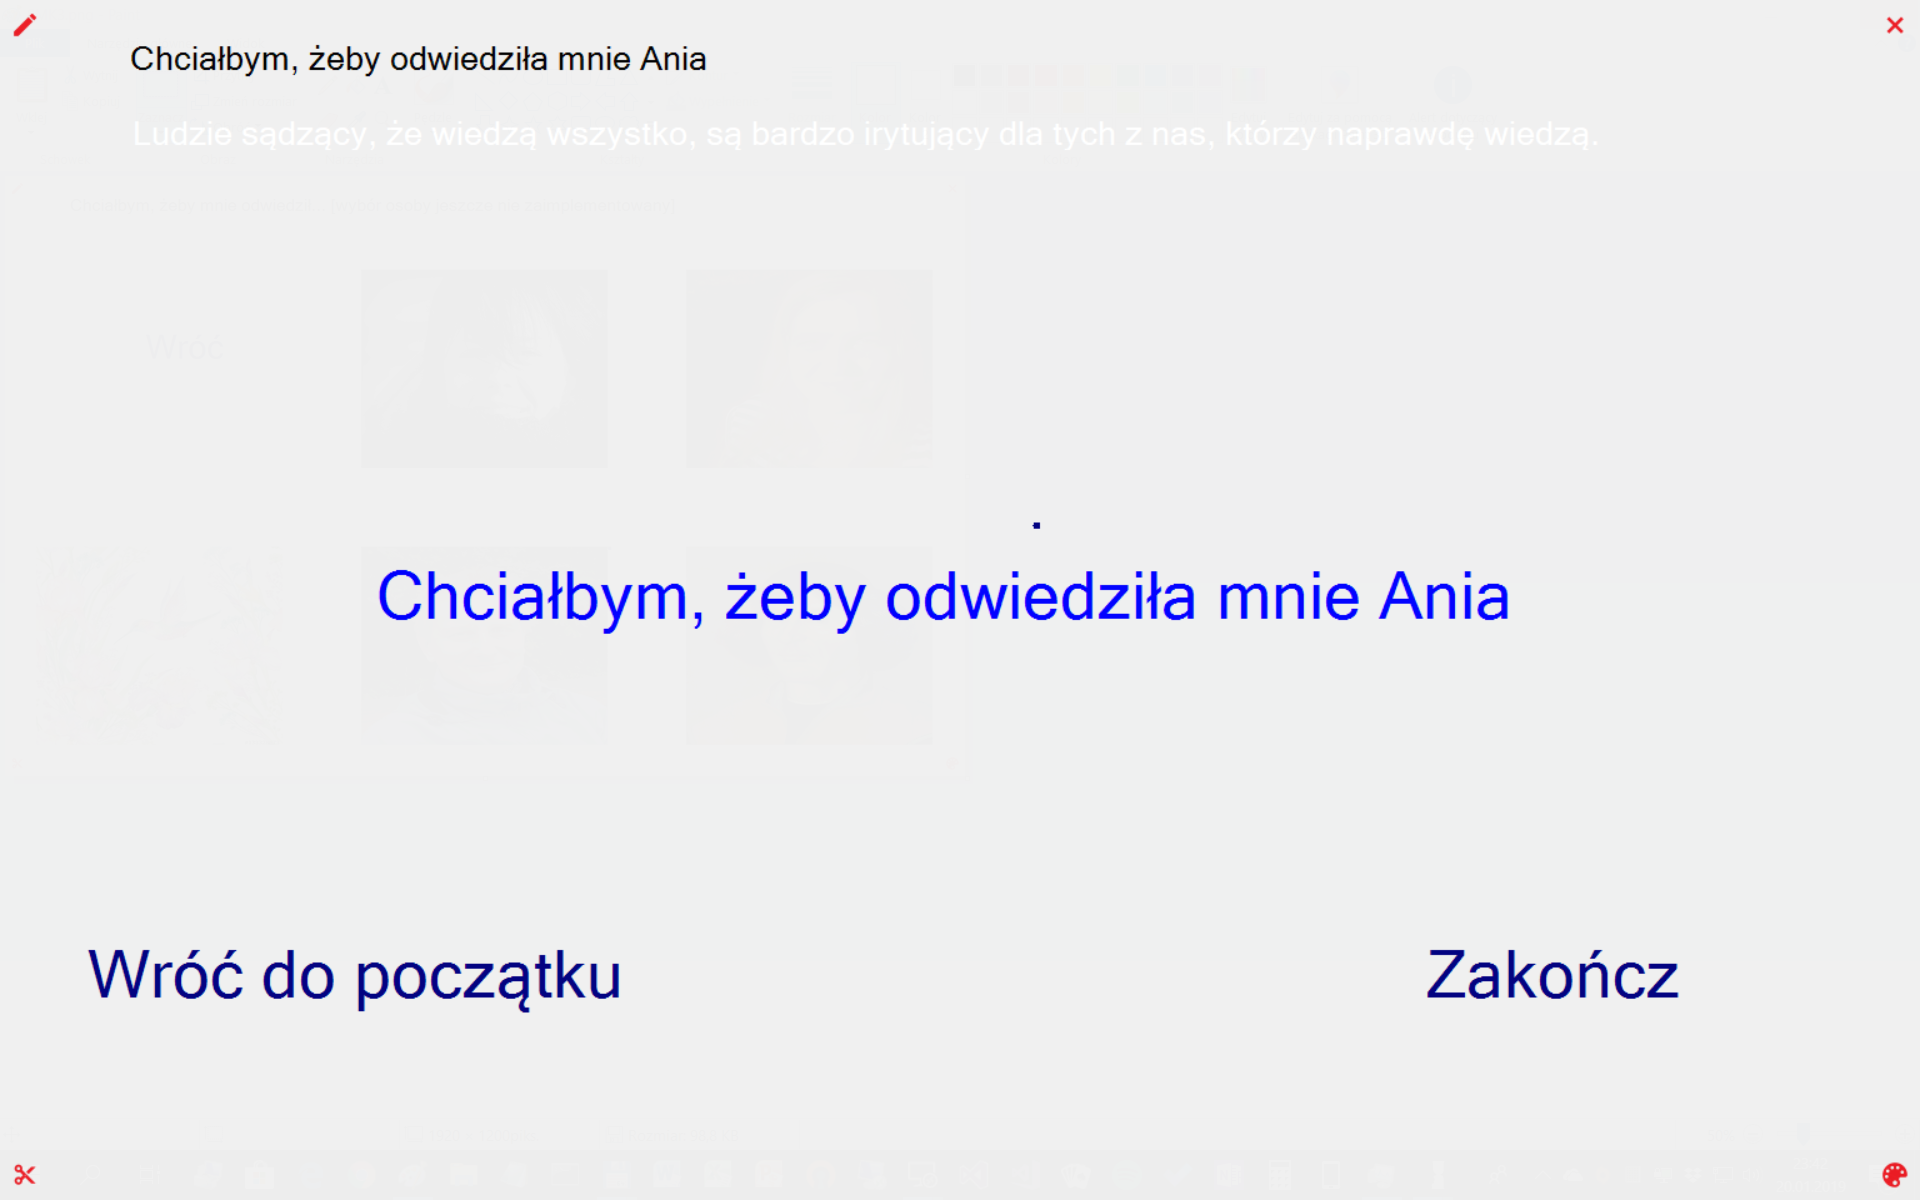 Chciałbym, żeby odwiedziła mnie Ania
Ludzie sądzący, że wiedzą wszystko, są bardzo irytujący dla tych z nas, którzy naprawdę wiedzą.
Wróć
Chciałbym, żeby odwiedziła mnie Ania
Wróć do początku
Zakończ